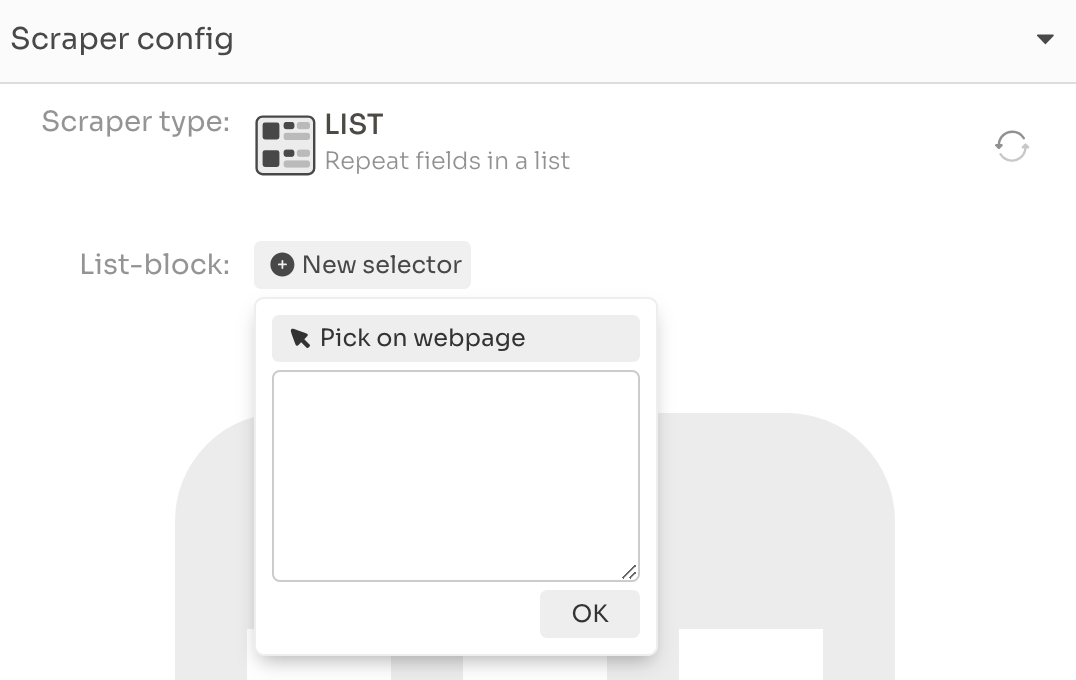 Scraper config
Scraper type:
LIST
Repeat fields in a list
List-block:
New selector
Pick on webpage
OK